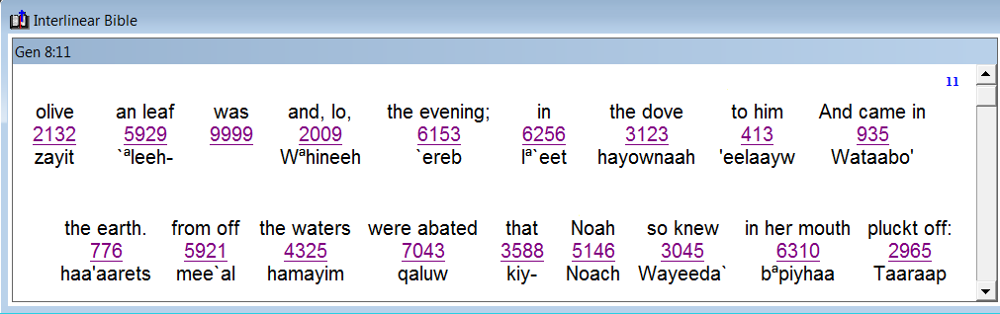 Interlinear Bible
Gen 8:11
11
olive an leaf was and, lo, the evening; in the dove to him And came in
2132 5929 9999 2009 6153 6256 3123 413 935
zayit `ªleeh- Wªhineeh `ereb lª`eet hayownaah 'eelaayw Wataabo'
the earth. from off the waters were abated that Noah so knew in her mouth pluckt off:
776 5921 4325 7043 3588 5146 3045 6310 2965
haa'aarets mee`al hamayim qaluw kiy- Noach Wayeeda` bªpiyhaa Taaraap